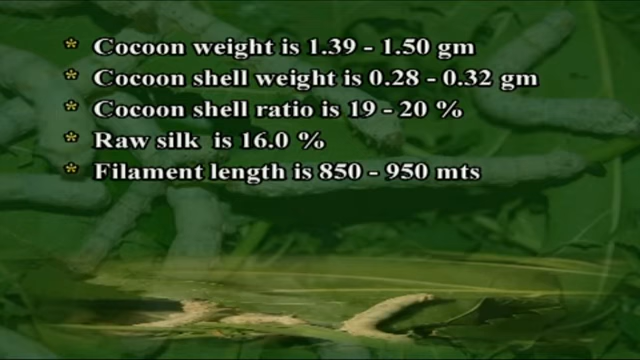 * Cocoon weight is 1.39 - 1.50 gm
* Cocoon shell weight is 0.28 - 0.32 gm
* Cocoon shell ratio is 19 - 20 %
* Raw silk  is 16.0 %
* Filament length is 850 - 950 mts